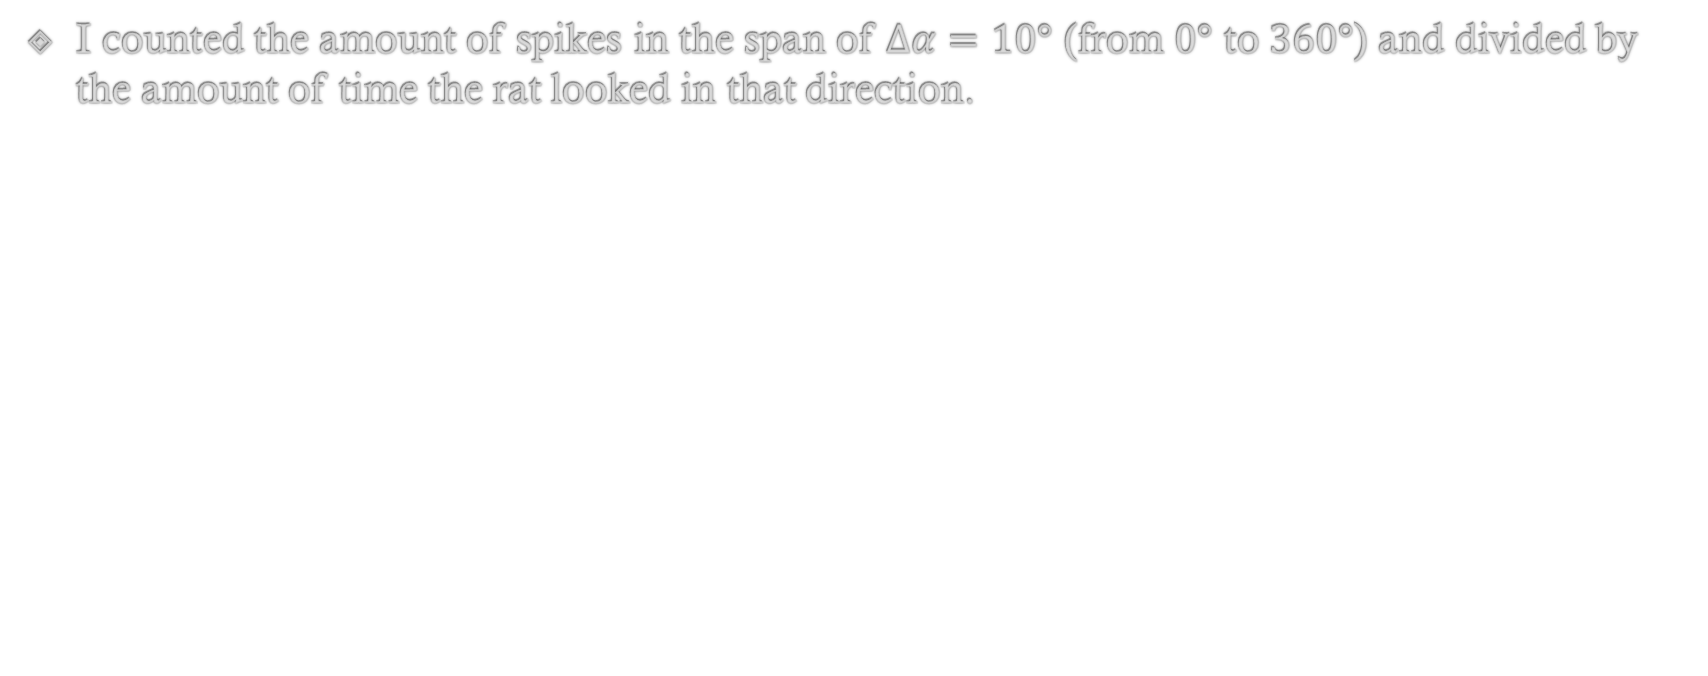 ◈ I counted the amount of spikes in the span of Δα = 10° (from 0° to 360°) and divided by
the amount of time the rat looked in that direction.